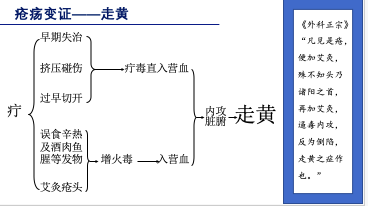 疮疡变证——走黄
疔
早期失治
挤压碰伤
过早切开
疔毒直入营血
误食辛热
及酒肉鱼
腥等发物
增火毒
入营血
艾灸疮头
内攻
脏腑
走黄
《外科正宗》
“凡见是疮，
便加艾灸，
殊不知头乃
诸阳之首，
再加艾灸，
逼毒内攻，
反为倒陷，
走黄之症作
也。”